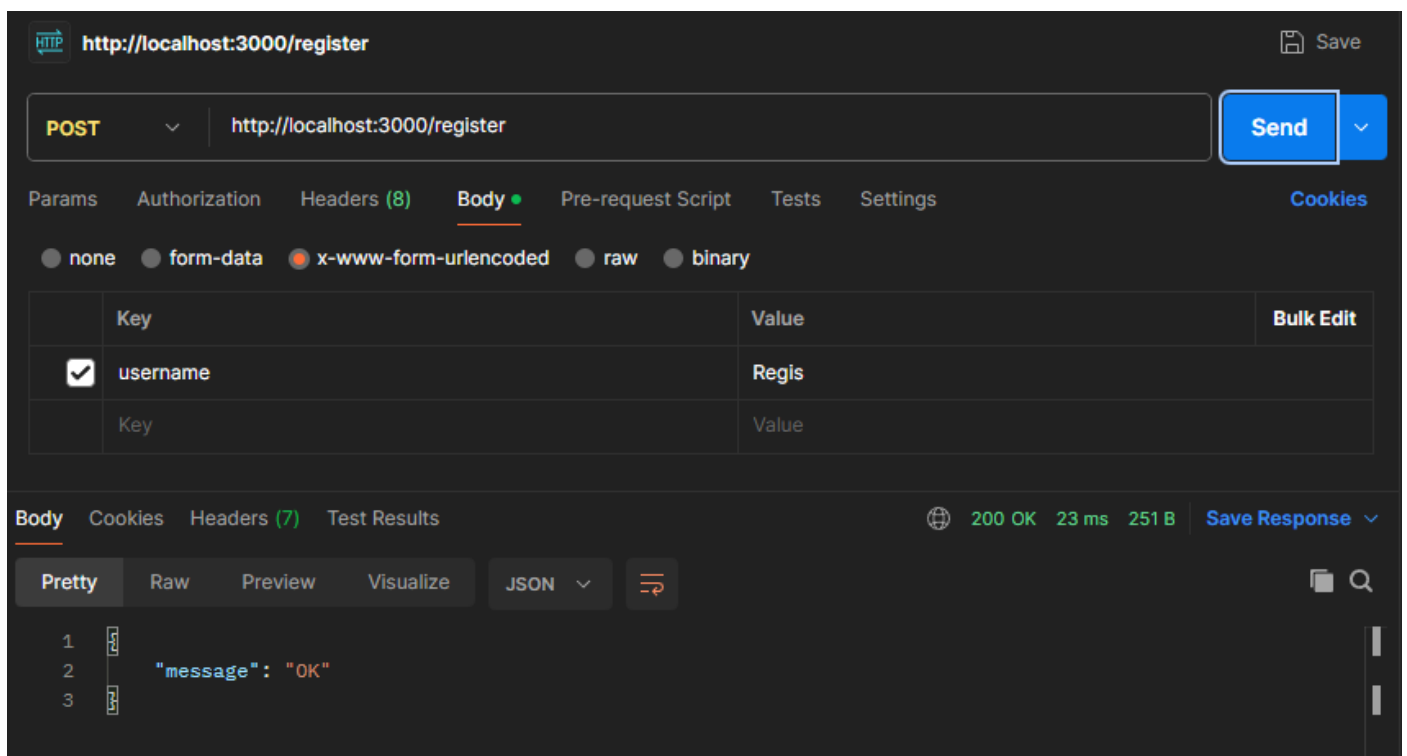 HTTP http://localhost:3000/register Save
POST http://localhost:3000/register Send
Params Authorization Headers (8) Body Pre-request Script Tests Settings Cookies
none form-data x-www-form-urlencoded raw binary
Key Value Bulk Edit
username Regis
Key Value
Body Cookies Headers (7) Test Results 200 OK 23 ms 251 B Save Response
Pretty Raw Preview Visualize JSON
1 {
2 "message": "OK"
3 }